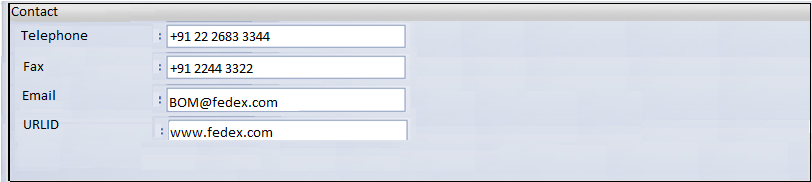 Contact
Telephone : +91 22 2683 3344
Fax : +91 2244 3322
Email : BOM@fedex.com
URLID : www.fedex.com